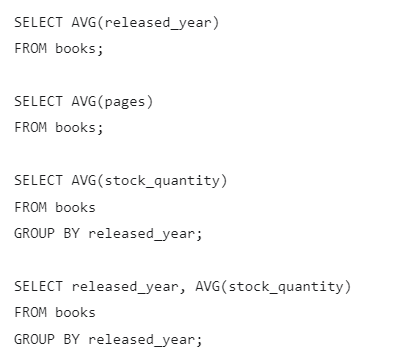 SELECT AVG(released_year)
FROM books;
SELECT AVG(pages)
FROM books;
SELECT AVG(stock_quantity)
FROM books
GROUP BY released_year;
SELECT released_year, AVG(stock_quantity)
FROM books
GROUP BY released_year;